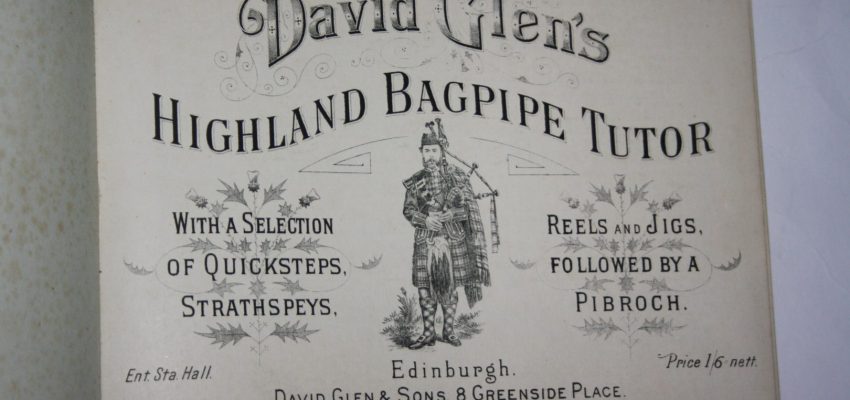 David Glen's
HIGHLAND BAGPIPE TUTOR
WITH A SELECTION
OF QUICKSTEPS,
STRATHSPEYS,
REELS AND JIGS,
FOLLOWED BY A
PIBROCH.
Ent. Sta. Hall.
Edinburgh.
Price 1/6 nett.
DAVID GLEN & SONS, 8 GREENSIDE PLACE.